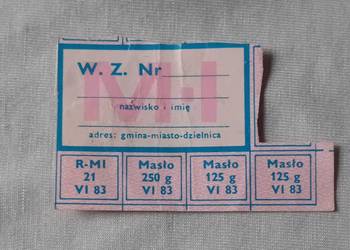 W. Z. Nr
M-I
nazwisko i imię
adres: gmina-miasto-dzielnica
R-MI
21
VI 83
Masło
250 g
VI 83
Masło
125 g
VI 83
Masło
125 g
VI 83